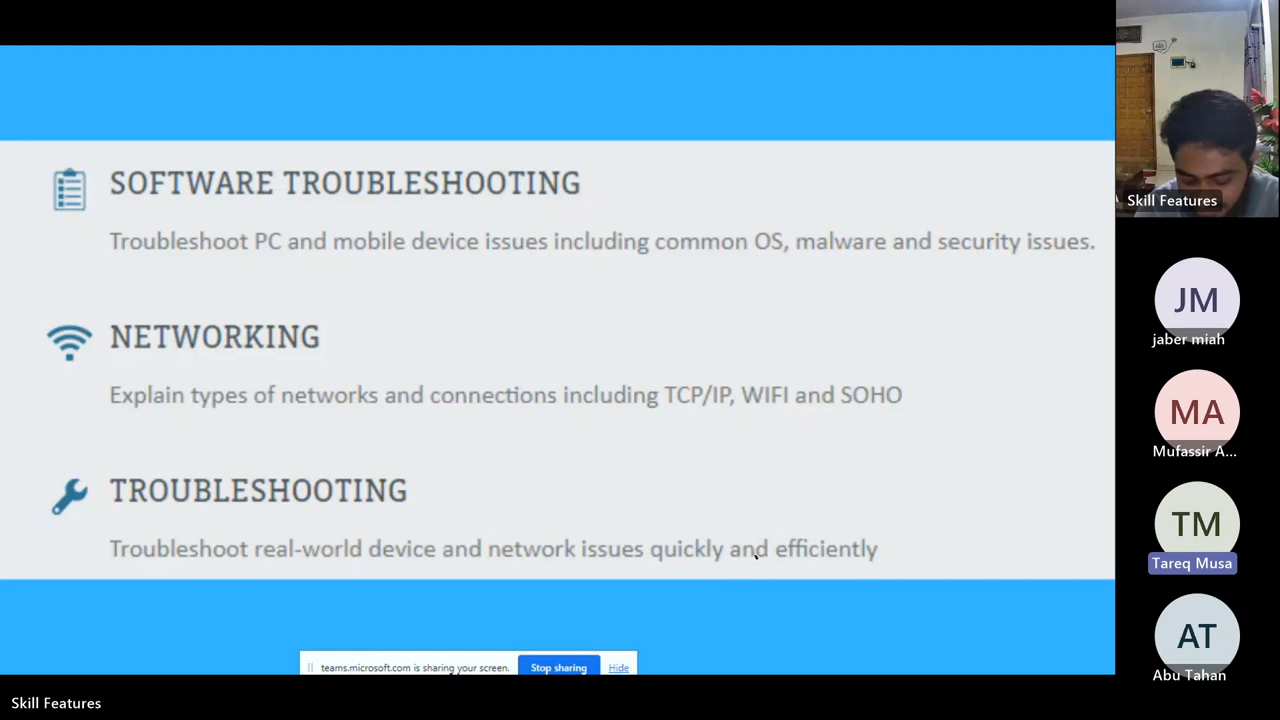 SOFTWARE TROUBLESHOOTING
Troubleshoot PC and mobile device issues including common OS, malware and security issues.
NETWORKING
Explain types of networks and connections including TCP/IP, WIFI and SOHO
TROUBLESHOOTING
Troubleshoot real-world device and network issues quickly and efficiently
teams.microsoft.com is sharing your screen. Stop sharing Hide
Skill Features
Skill Features
JM
jaber miah
MA
Mufassir A...
TM
Tareq Musa
AT
Abu Tahan